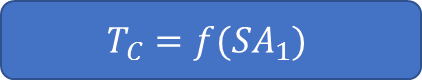 T_C = f(SA_1)